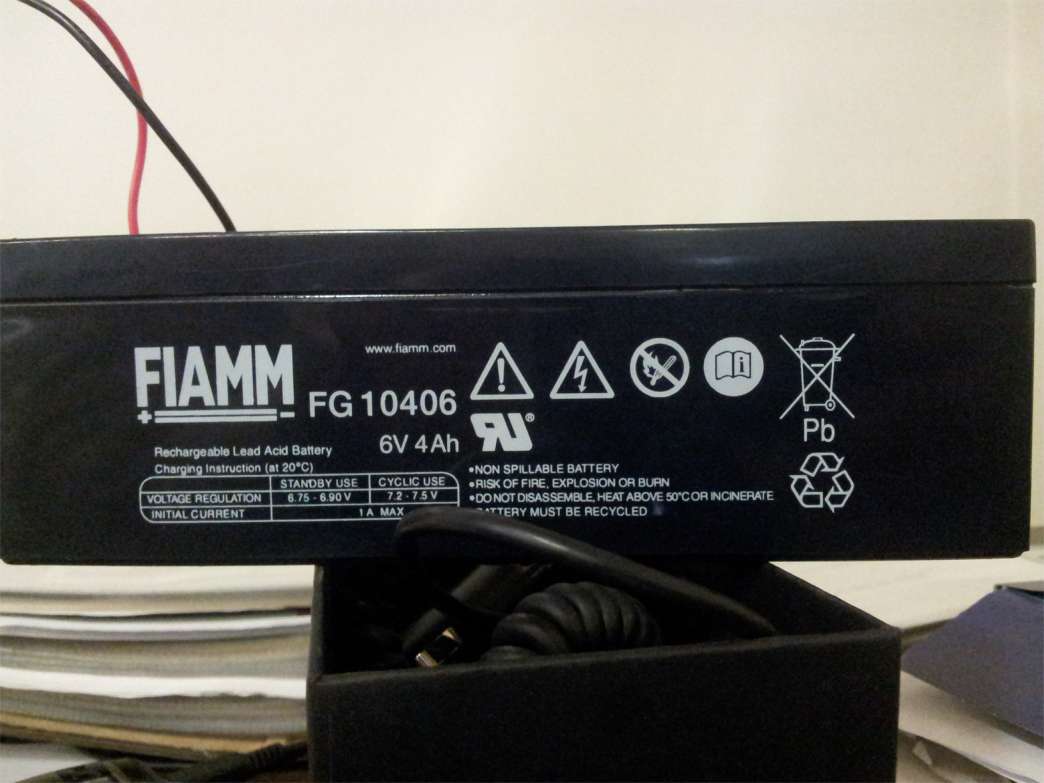 www.fiamm.com
FIAMM
+ -
FG 10406
6V 4Ah
Rechargeable Lead Acid Battery
Charging Instruction (at 20°C)
STANDBY USE CYCLIC USE
VOLTAGE REGULATION 6.75 - 6.90 V 7.2 - 7.5 V
INITIAL CURRENT 1 A MAX
Pb
•NON SPILLABLE BATTERY
•RISK OF FIRE, EXPLOSION OR BURN
•DO NOT DISASSEMBLE, HEAT ABOVE 50°C OR INCINERATE
BATTERY MUST BE RECYCLED